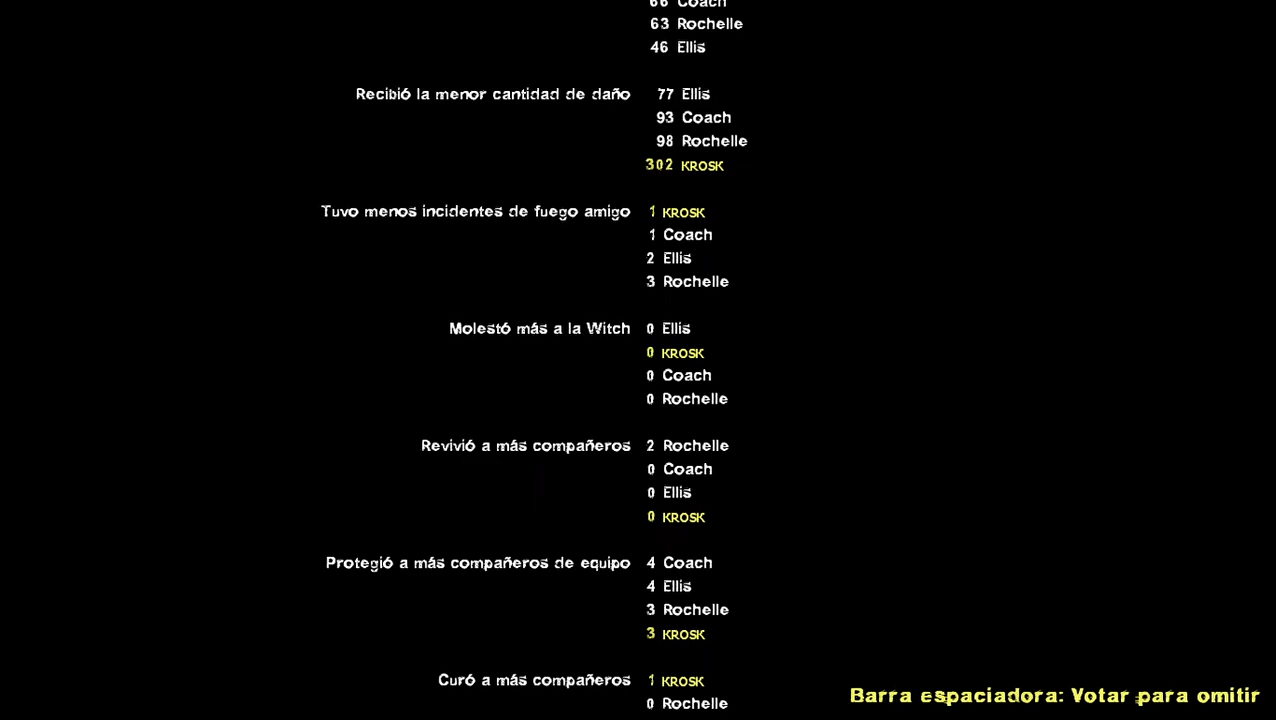 66 Coach
63 Rochelle
46 Ellis
Recibió la menor cantidad de daño 77 Ellis
93 Coach
98 Rochelle
302 KROSK
Tuvo menos incidentes de fuego amigo 1 KROSK
1 Coach
2 Ellis
3 Rochelle
Molestó más a la Witch 0 Ellis
0 KROSK
0 Coach
0 Rochelle
Revivió a más compañeros 2 Rochelle
0 Coach
0 Ellis
0 KROSK
Protegió a más compañeros de equipo 4 Coach
4 Ellis
3 Rochelle
3 KROSK
Curó a más compañeros 1 KROSK
0 Rochelle
Barra espaciadora: Votar para omitir